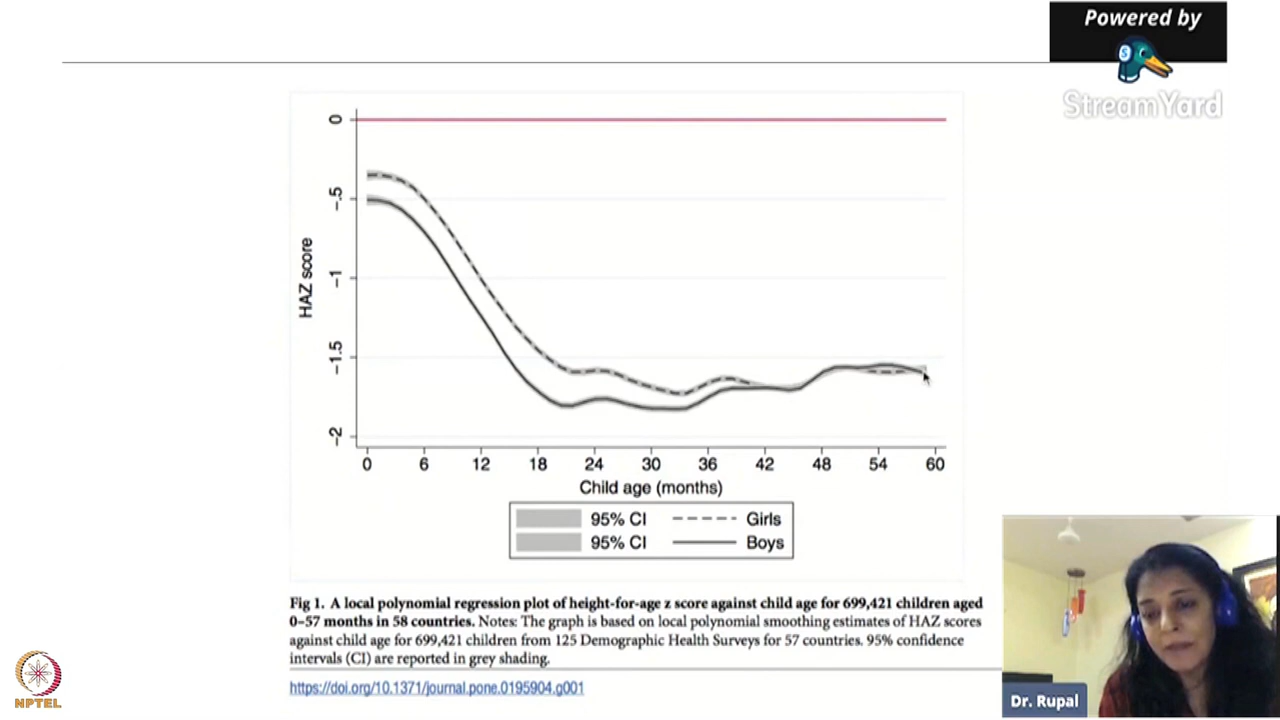 Powered by
S
StreamYard
0
-.5
-1
-1.5
-2
HAZ score
0 6 12 18 24 30 36 42 48 54 60
Child age (months)
95% CI Girls
95% CI Boys
Fig 1. A local polynomial regression plot of height-for-age z score against child age for 699,421 children aged
0–57 months in 58 countries. Notes: The graph is based on local polynomial smoothing estimates of HAZ scores
against child age for 699,421 children from 125 Demographic Health Surveys for 57 countries. 95% confidence
intervals (CI) are reported in grey shading.
https://doi.org/10.1371/journal.pone.0195904.g001
NPTEL
Dr. Rupal